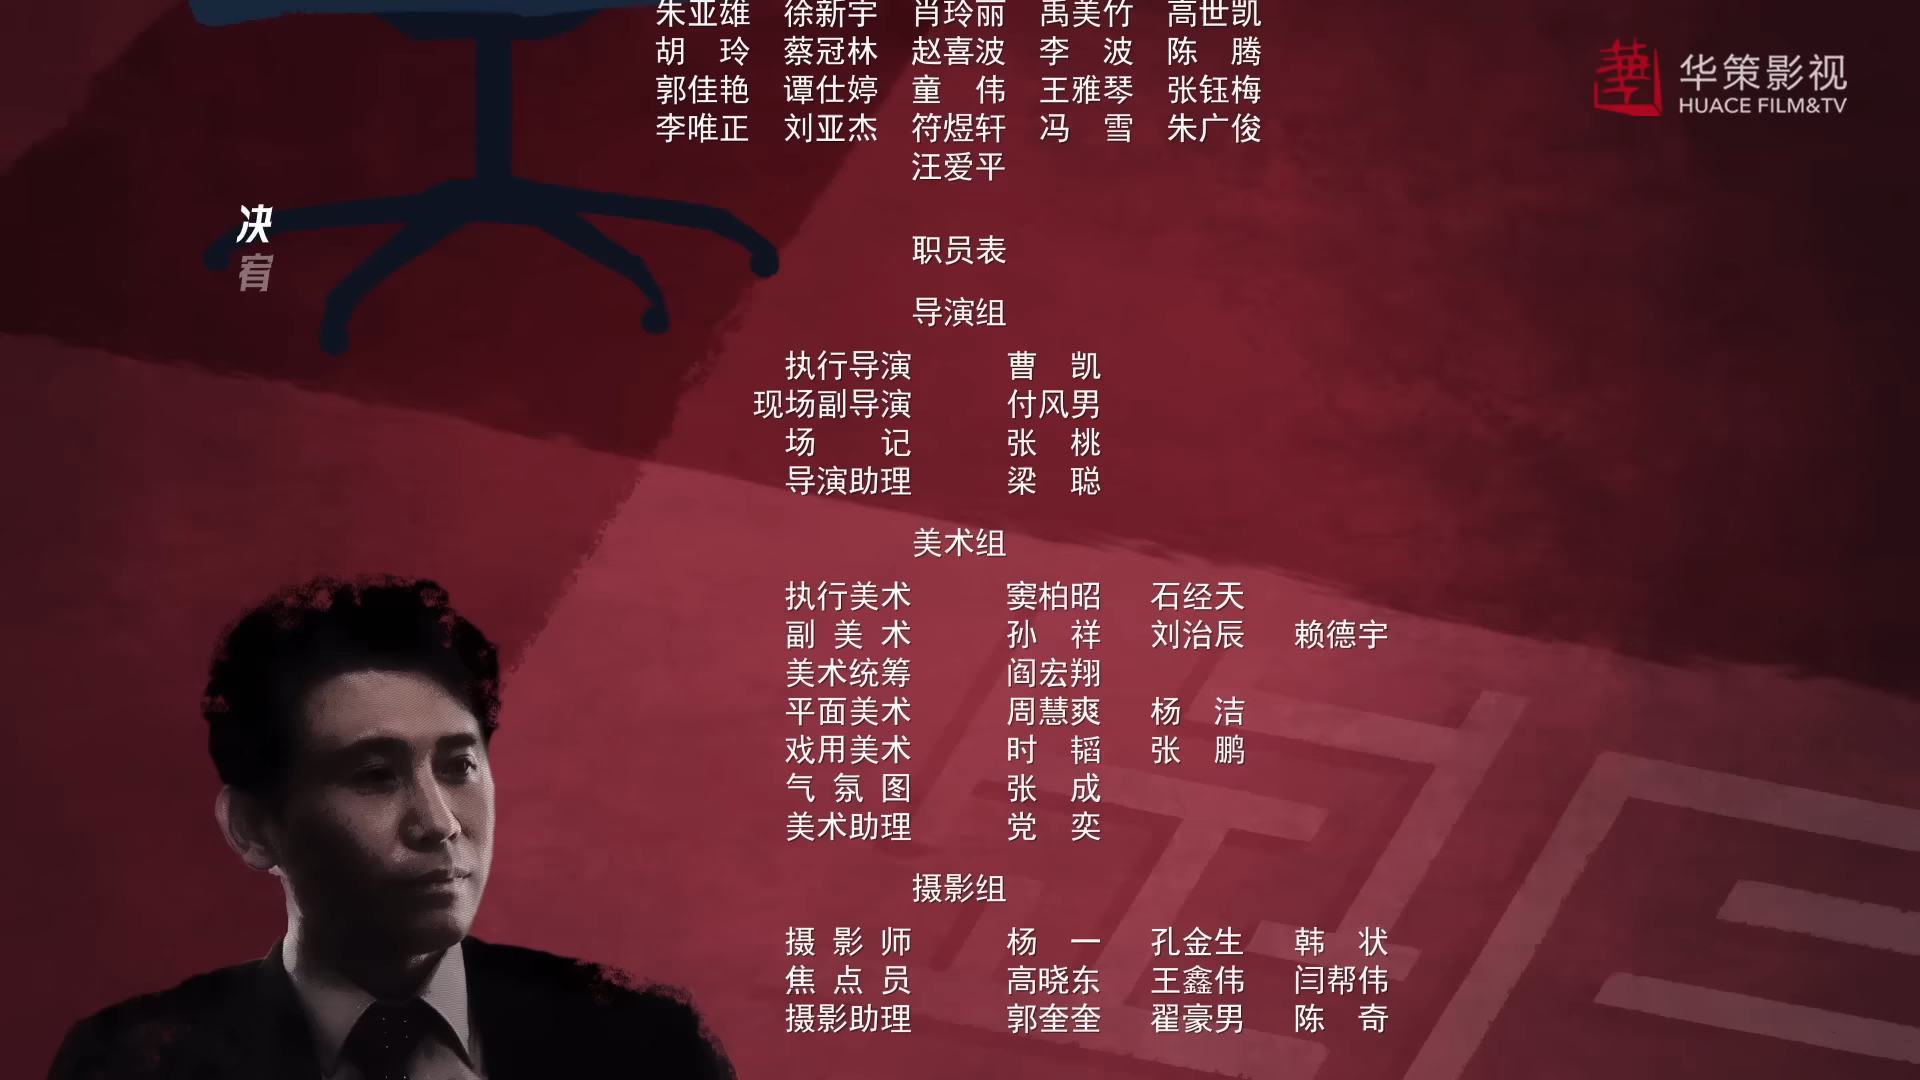 朱亚雄 徐新宇 肖玲丽 禹美竹 高世凯
胡 玲 蔡冠林 赵喜波 李 波 陈 腾
郭佳艳 谭仕婷 童 伟 王雅琴 张钰梅
李唯正 刘亚杰 符煜轩 冯 雪 朱广俊
汪爱平
华策影视
HUACE FILM&TV
职员表
导演组
执行导演 曹 凯
现场副导演 付风男
场 记 张 桃
导演助理 梁 聪
美术组
执行美术 窦柏昭 石经天
副 美 术 孙 祥 刘治辰 赖德宇
美术统筹 阎宏翔
平面美术 周慧爽 杨 洁
戏用美术 时 韬 张 鹏
气 氛 图 张 成
美术助理 党 奕
摄影组
摄 影 师 杨 一 孔金生 韩 状
焦 点 员 高晓东 王鑫伟 闫帮伟
摄影助理 郭奎奎 翟豪男 陈 奇
决